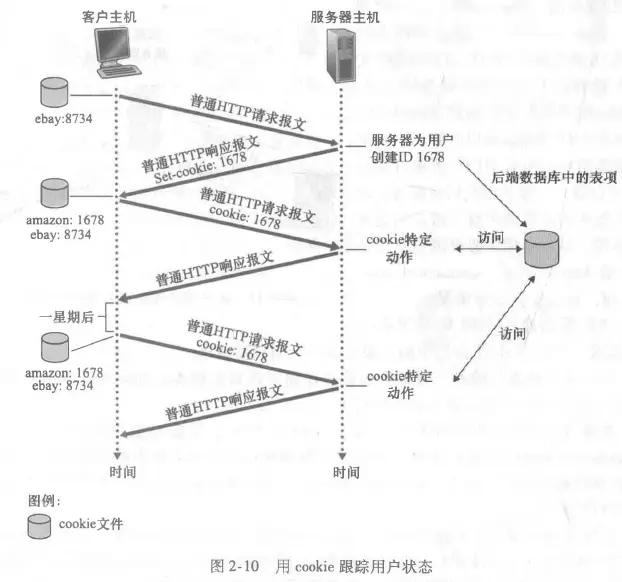 客户主机
服务器主机
ebay:8734
普通HTTP请求报文
普通HTTP响应报文
Set-cookie: 1678
服务器为用户
创建ID 1678
后端数据库中的表项
amazon: 1678
ebay: 8734
普通HTTP请求报文
cookie: 1678
cookie特定
动作
访问
普通HTTP响应报文
一星期后
amazon: 1678
ebay: 8734
普通HTTP请求报文
cookie: 1678
访问
cookie特定
动作
普通HTTP响应报文
时间
时间
图例:
cookie文件
图 2-10 用 cookie 跟踪用户状态